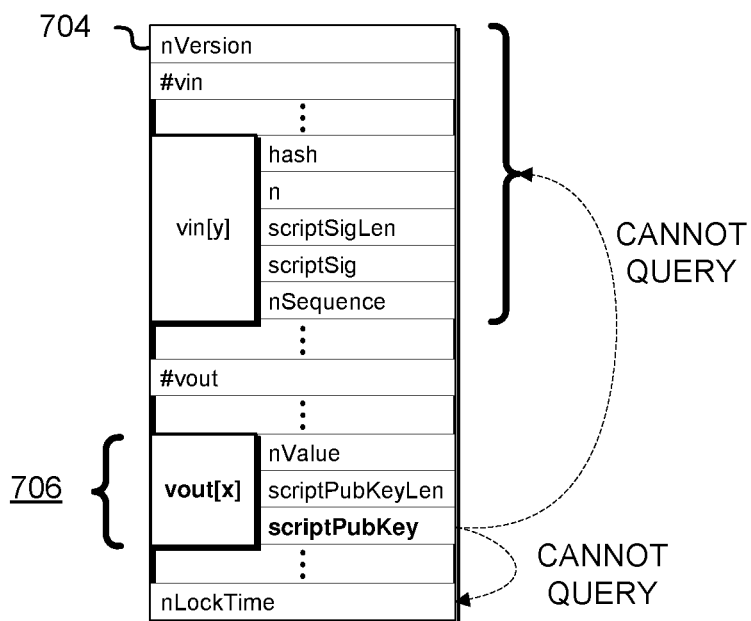 704
nVersion
#vin
hash
n
vin[y]
scriptSigLen
scriptSig
nSequence
CANNOT
QUERY
#vout
706
vout[x]
nValue
scriptPubKeyLen
scriptPubKey
CANNOT
QUERY
nLockTime